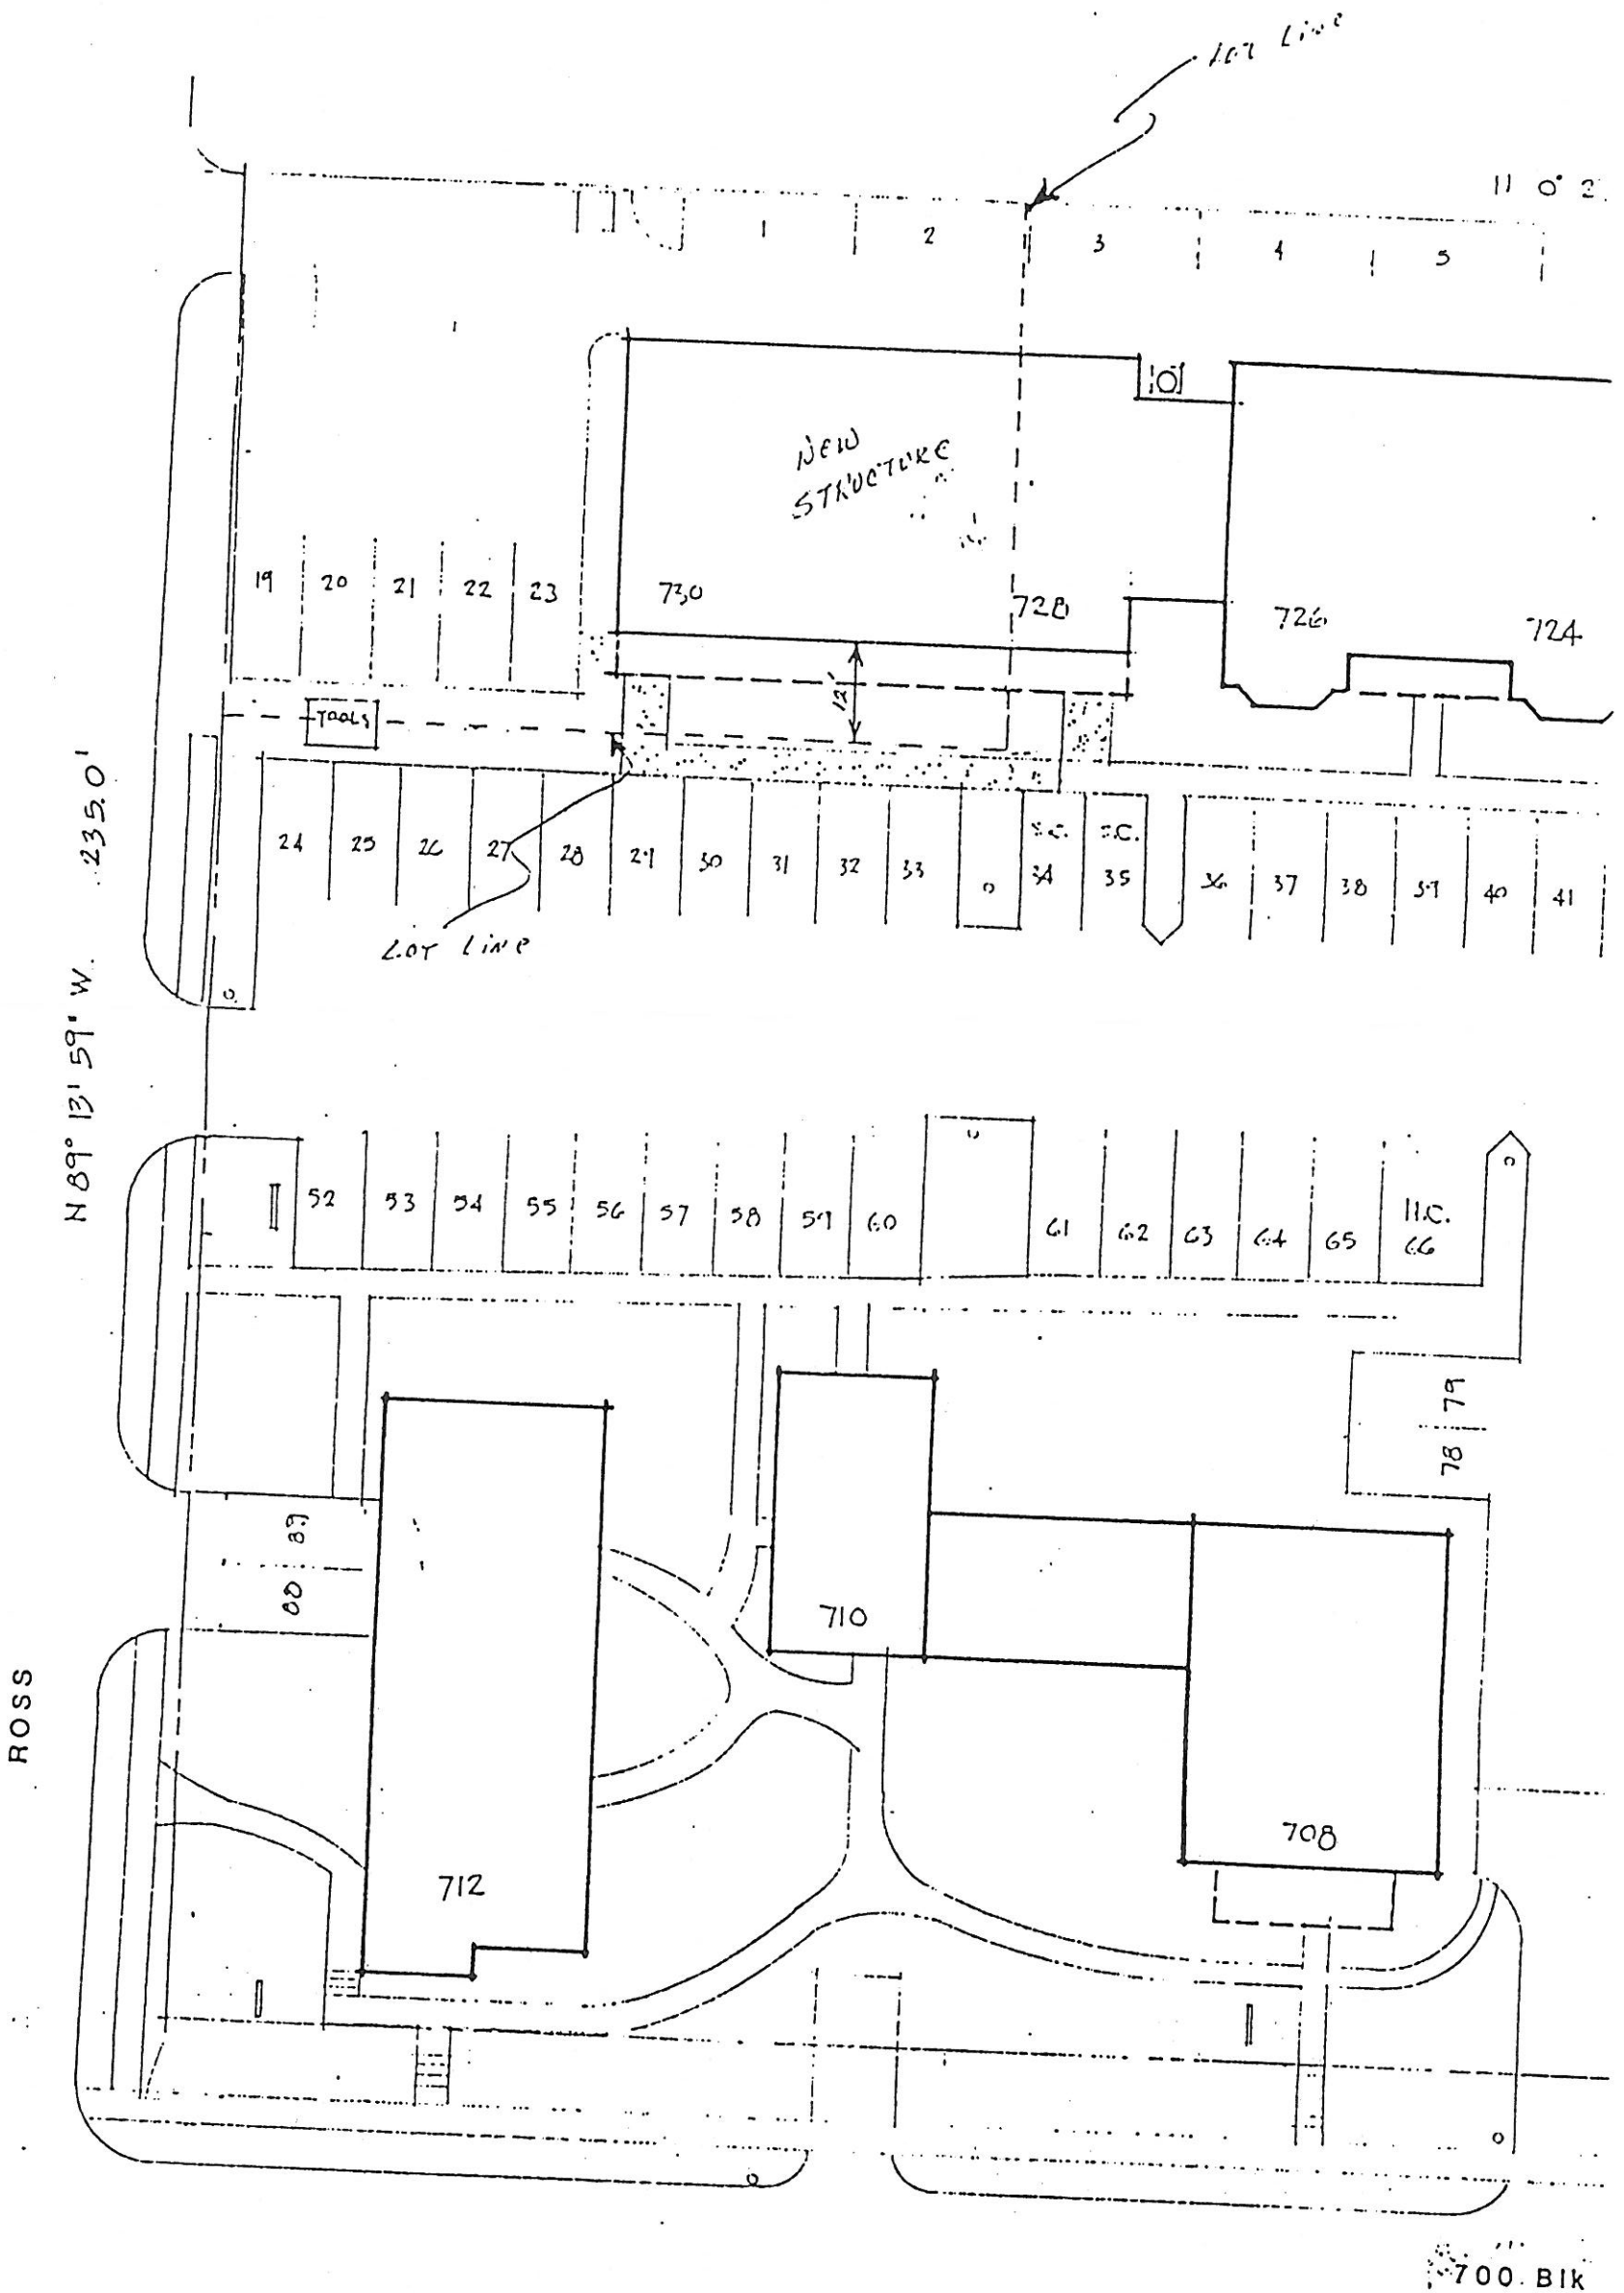 LOT LINE
11 0' 2
1 2 3 4 5
NEW
STRUCTURE
19 20 21 22 23
730 728 726 724
12'
TOOLS
24 25 26 27 28 29 30 31 32 33 34 35 36 37 38 39 40 41
LOT LINE
N 89° 13' 59" W. 235.0'
52 53 54 55 56 57 58 59 60 61 62 63 64 65 H.C. 66
78 79
80 89
710
708
712
ROSS
700 Blk